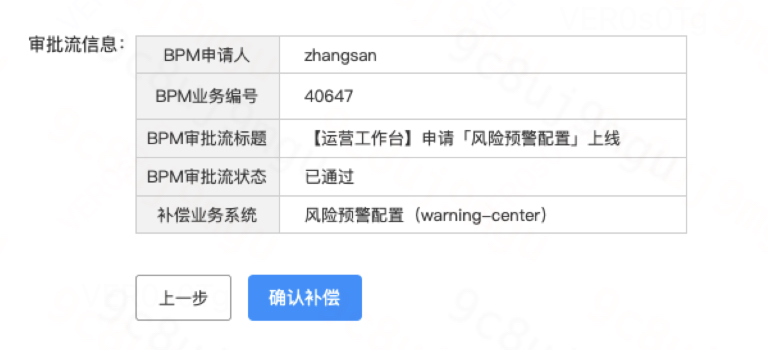 审批流信息：
BPM申请人 zhangsan
BPM业务编号 40647
BPM审批流标题 【运营工作台】申请「风险预警配置」上线
BPM审批流状态 已通过
补偿业务系统 风险预警配置（warning-center）
上一步 确认补偿